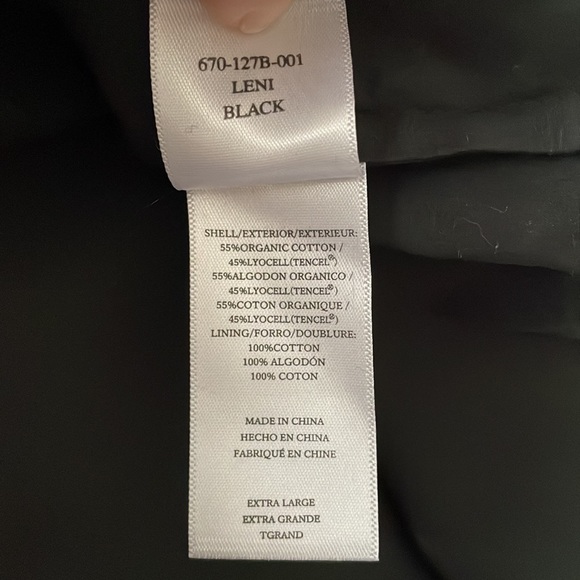 670-127B-001
LENI
BLACK
SHELL/EXTERIOR/EXTERIEUR:
55%ORGANIC COTTON /
45%LYOCELL(TENCEL®)
55%ALGODON ORGANICO /
45%LYOCELL(TENCEL®)
55%COTON ORGANIQUE /
45%LYOCELL(TENCEL®)
LINING/FORRO/DOUBLURE:
100%COTTON
100% ALGODÓN
100% COTON
MADE IN CHINA
HECHO EN CHINA
FABRIQUÉ EN CHINE
EXTRA LARGE
EXTRA GRANDE
TGRAND